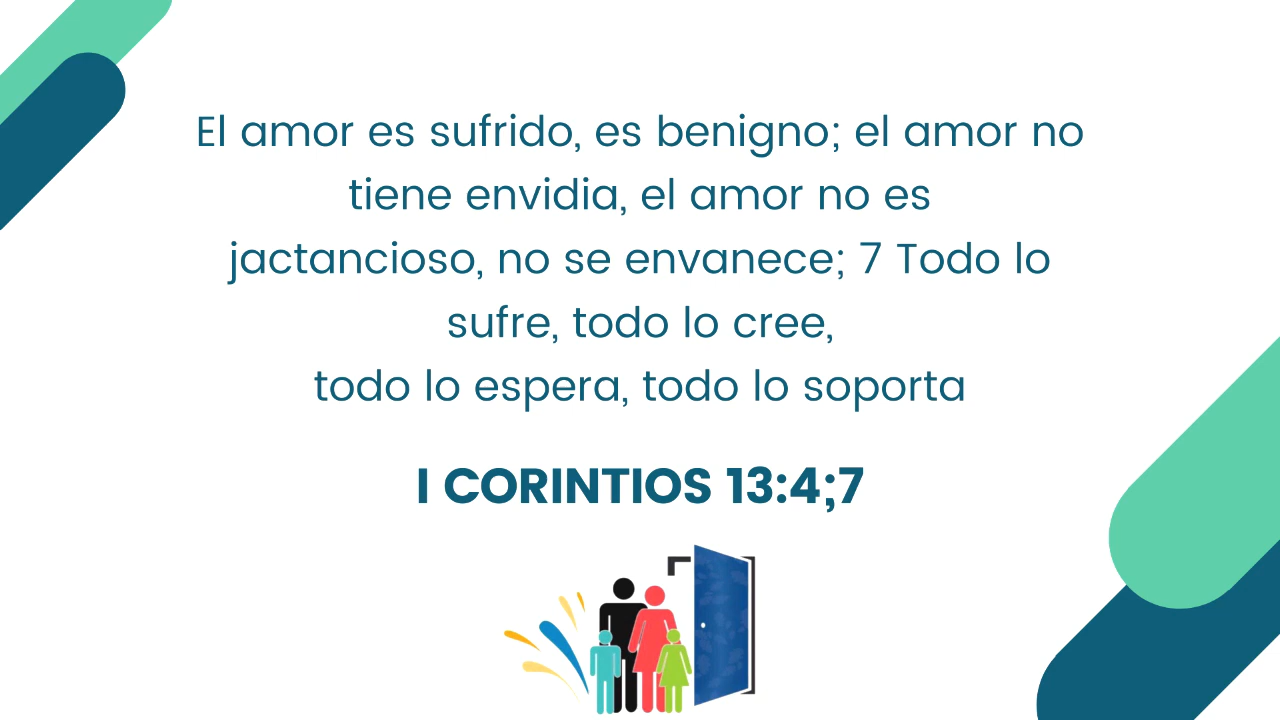 El amor es sufrido, es benigno; el amor no
tiene envidia, el amor no es
jactancioso, no se envanece; 7 Todo lo
sufre, todo lo cree,
todo lo espera, todo lo soporta
I CORINTIOS 13:4;7